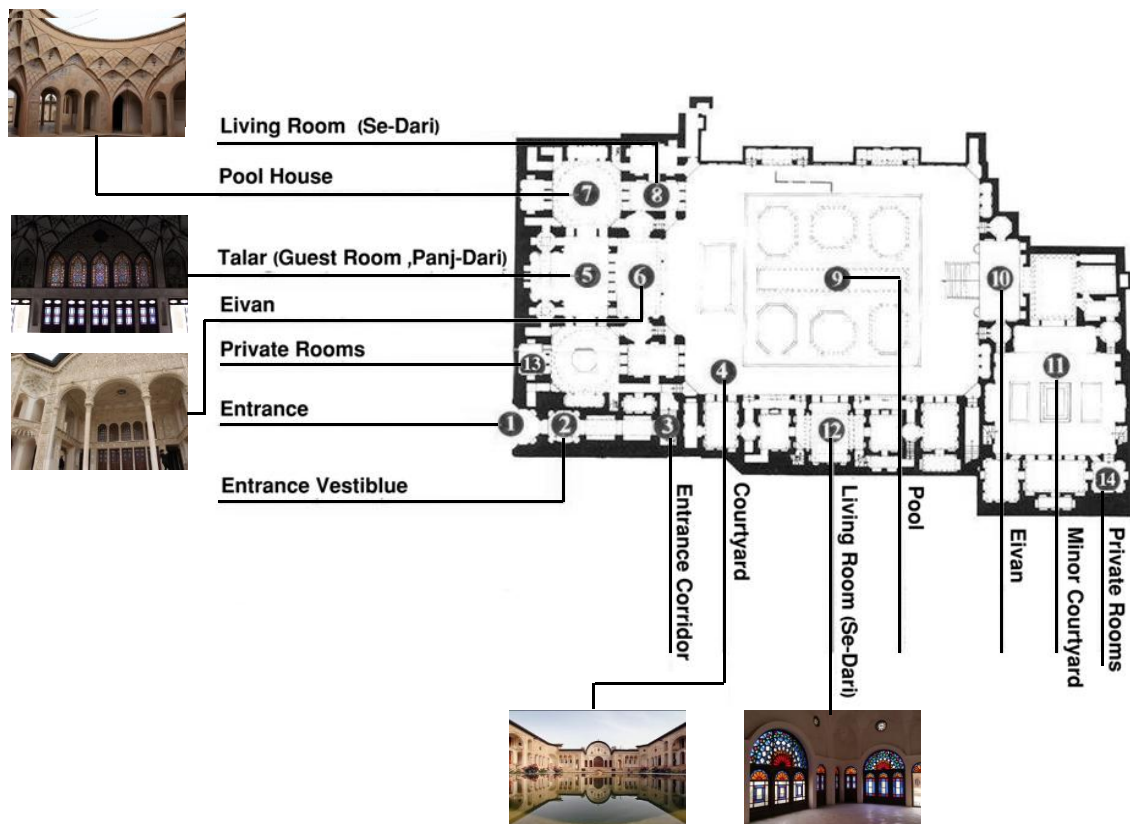 Living Room (Se-Dari)
Pool House
Talar (Guest Room ,Panj-Dari)
Eivan
Private Rooms
Entrance
Entrance Vestiblue
7
8
5
6
9
10
13
4
11
1
2
3
12
14
Entrance Corridor
Courtyard
Living Room (Se-Dari)
Pool
Eivan
Minor Courtyard
Private Rooms